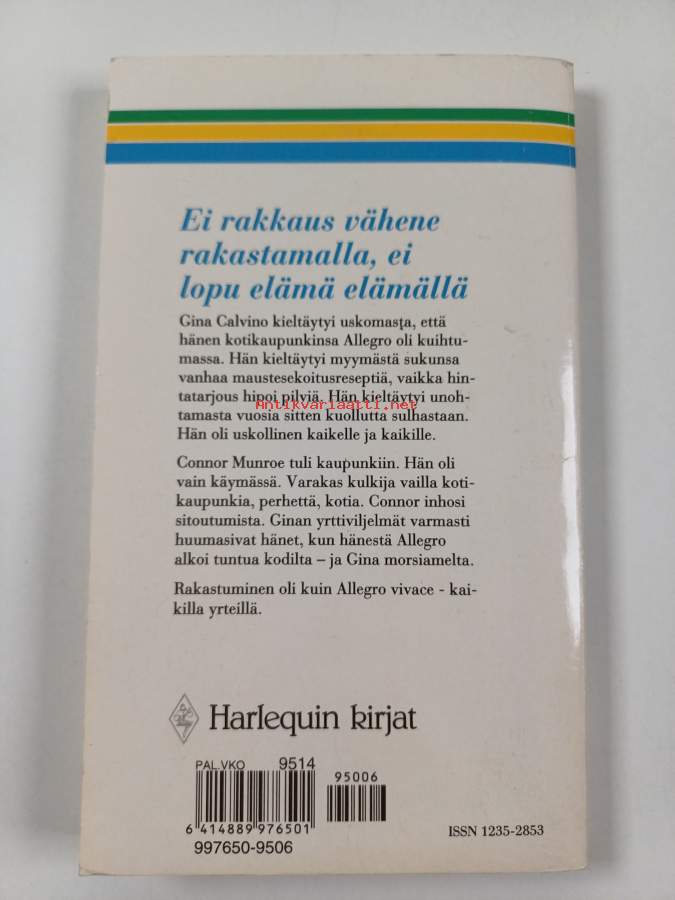 Ei rakkaus vähene
rakastamalla, ei
lopu elämä elämällä
Gina Calvino kieltäytyi uskomasta, että
hänen kotikaupunkinsa Allegro oli kuihtu-
massa. Hän kieltäytyi myymästä sukunsa
vanhaa maustesekoitusreseptiä, vaikka hin-
tatarjous hipoi pilviä. Hän kieltäytyi unoh-
Antikvariaatti.net
tamasta vuosia sitten kuollutta sulhastaan.
Hän oli uskollinen kaikelle ja kaikille.
Connor Munroe tuli kaupunkiin. Hän oli
vain käymässä. Varakas kulkija vailla koti-
kaupunkia, perhettä, kotia. Connor inhosi
sitoutumista. Ginan yrttiviljelmät varmasti
huumasivat hänet, kun hänestä Allegro
alkoi tuntua kodilta – ja Gina morsiamelta.
Rakastuminen oli kuin Allegro vivace - kai-
killa yrteillä.
Harlequin kirjat
PAL.VKO 9514
95006
6 414889 976501
997650-9506
ISSN 1235-2853